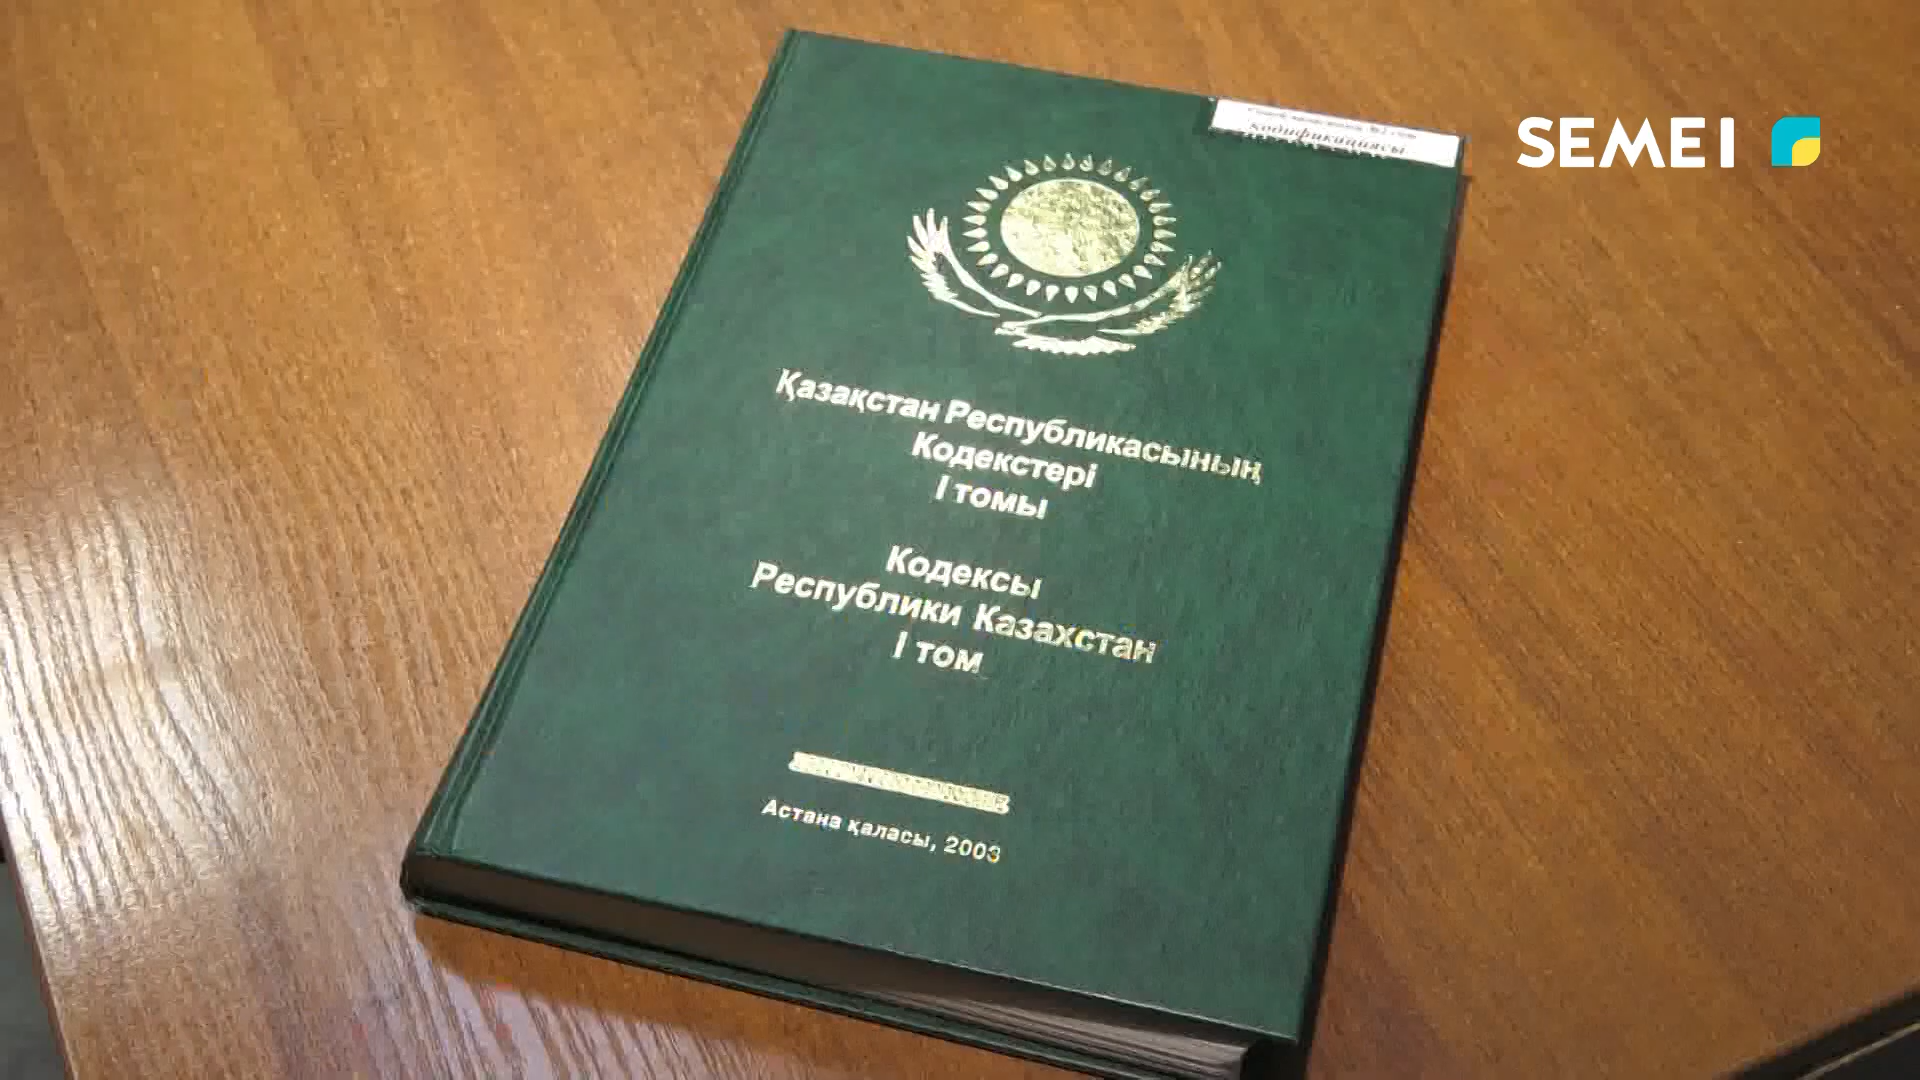 SEMEI
кодификациясы
Қазақстан Республикасының
Кодекстері
І томы
Кодексы
Республики Казахстан
I том
Астана қаласы, 2003